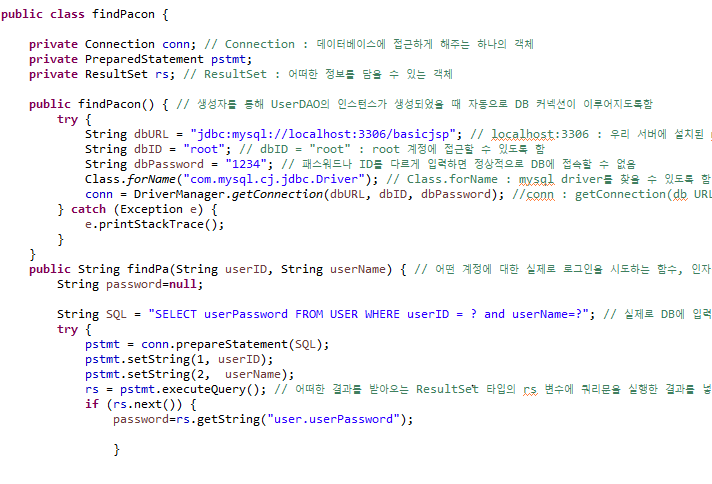 public class findPacon {
private Connection conn; // Connection : 데이터베이스에 접근하게 해주는 하나의 객체
private PreparedStatement pstmt;
private ResultSet rs; // ResultSet : 어떠한 정보를 담을 수 있는 객체
public findPacon() { // 생성자를 통해 UserDAO의 인스턴스가 생성되었을 때 자동으로 DB 커넥션이 이루어지도록함
try {
String dbURL = "jdbc:mysql://localhost:3306/basicjsp"; // localhost:3306 : 우리 서버에 설치된
String dbID = "root"; // dbID = "root" : root 계정에 접근할 수 있도록 함
String dbPassword = "1234"; // 패스워드나 ID를 다르게 입력하면 정상적으로 DB에 접속할 수 없음
Class.forName("com.mysql.cj.jdbc.Driver"); // Class.forName : mysql driver를 찾을 수 있도록 함
conn = DriverManager.getConnection(dbURL, dbID, dbPassword); //conn : getConnection(db URL
} catch (Exception e) {
e.printStackTrace();
}
}
public String findPa(String userID, String userName) { // 어떤 계정에 대한 실제로 로그인을 시도하는 함수, 인자
String password=null;
String SQL = "SELECT userPassword FROM USER WHERE userID = ? and userName=?"; // 실제로 DB에 입력
try {
pstmt = conn.prepareStatement(SQL);
pstmt.setString(1, userID);
pstmt.setString(2, userName);
rs = pstmt.executeQuery(); // 어떠한 결과를 받아오는 ResultSet 타입의 rs 변수에 쿼리문을 실행한 결과를 넣
if (rs.next()) {
password=rs.getString("user.userPassword");
}